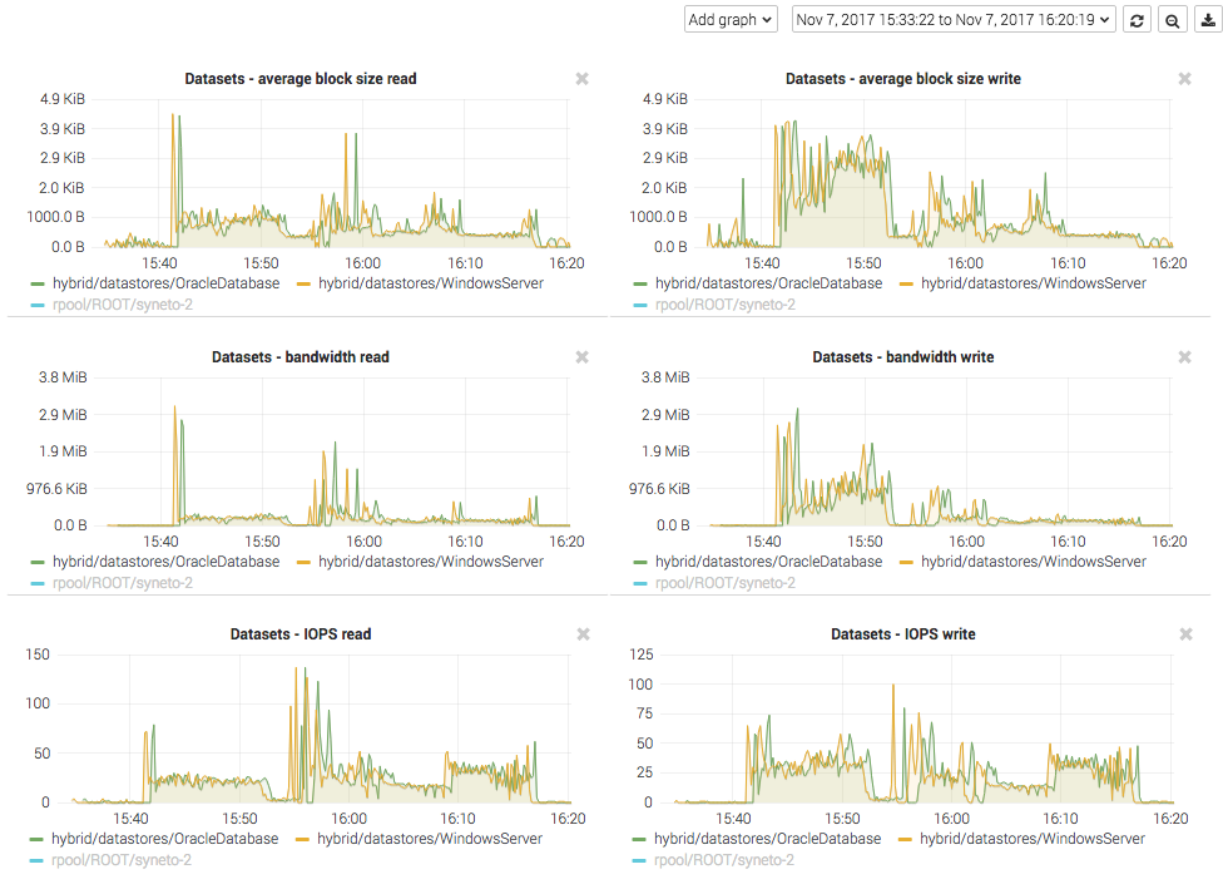 Add graph
Nov 7, 2017 15:33:22 to Nov 7, 2017 16:20:19
Datasets - average block size read
4.9 KiB
3.9 KiB
2.9 KiB
2.0 KiB
1000.0 B
0.0 B
15:40 15:50 16:00 16:10 16:20
hybrid/datastores/OracleDatabase hybrid/datastores/WindowsServer
rpool/ROOT/syneto-2
Datasets - average block size write
4.9 KiB
3.9 KiB
2.9 KiB
2.0 KiB
1000.0 B
0.0 B
15:40 15:50 16:00 16:10 16:20
hybrid/datastores/OracleDatabase hybrid/datastores/WindowsServer
rpool/ROOT/syneto-2
Datasets - bandwidth read
3.8 MiB
2.9 MiB
1.9 MiB
976.6 KiB
0.0 B
15:40 15:50 16:00 16:10 16:20
hybrid/datastores/OracleDatabase hybrid/datastores/WindowsServer
rpool/ROOT/syneto-2
Datasets - bandwidth write
3.8 MiB
2.9 MiB
1.9 MiB
976.6 KiB
0.0 B
15:40 15:50 16:00 16:10 16:20
hybrid/datastores/OracleDatabase hybrid/datastores/WindowsServer
rpool/ROOT/syneto-2
Datasets - IOPS read
150
100
50
0
15:40 15:50 16:00 16:10 16:20
hybrid/datastores/OracleDatabase hybrid/datastores/WindowsServer
rpool/ROOT/syneto-2
Datasets - IOPS write
125
100
75
50
25
0
15:40 15:50 16:00 16:10 16:20
hybrid/datastores/OracleDatabase hybrid/datastores/WindowsServer
rpool/ROOT/syneto-2